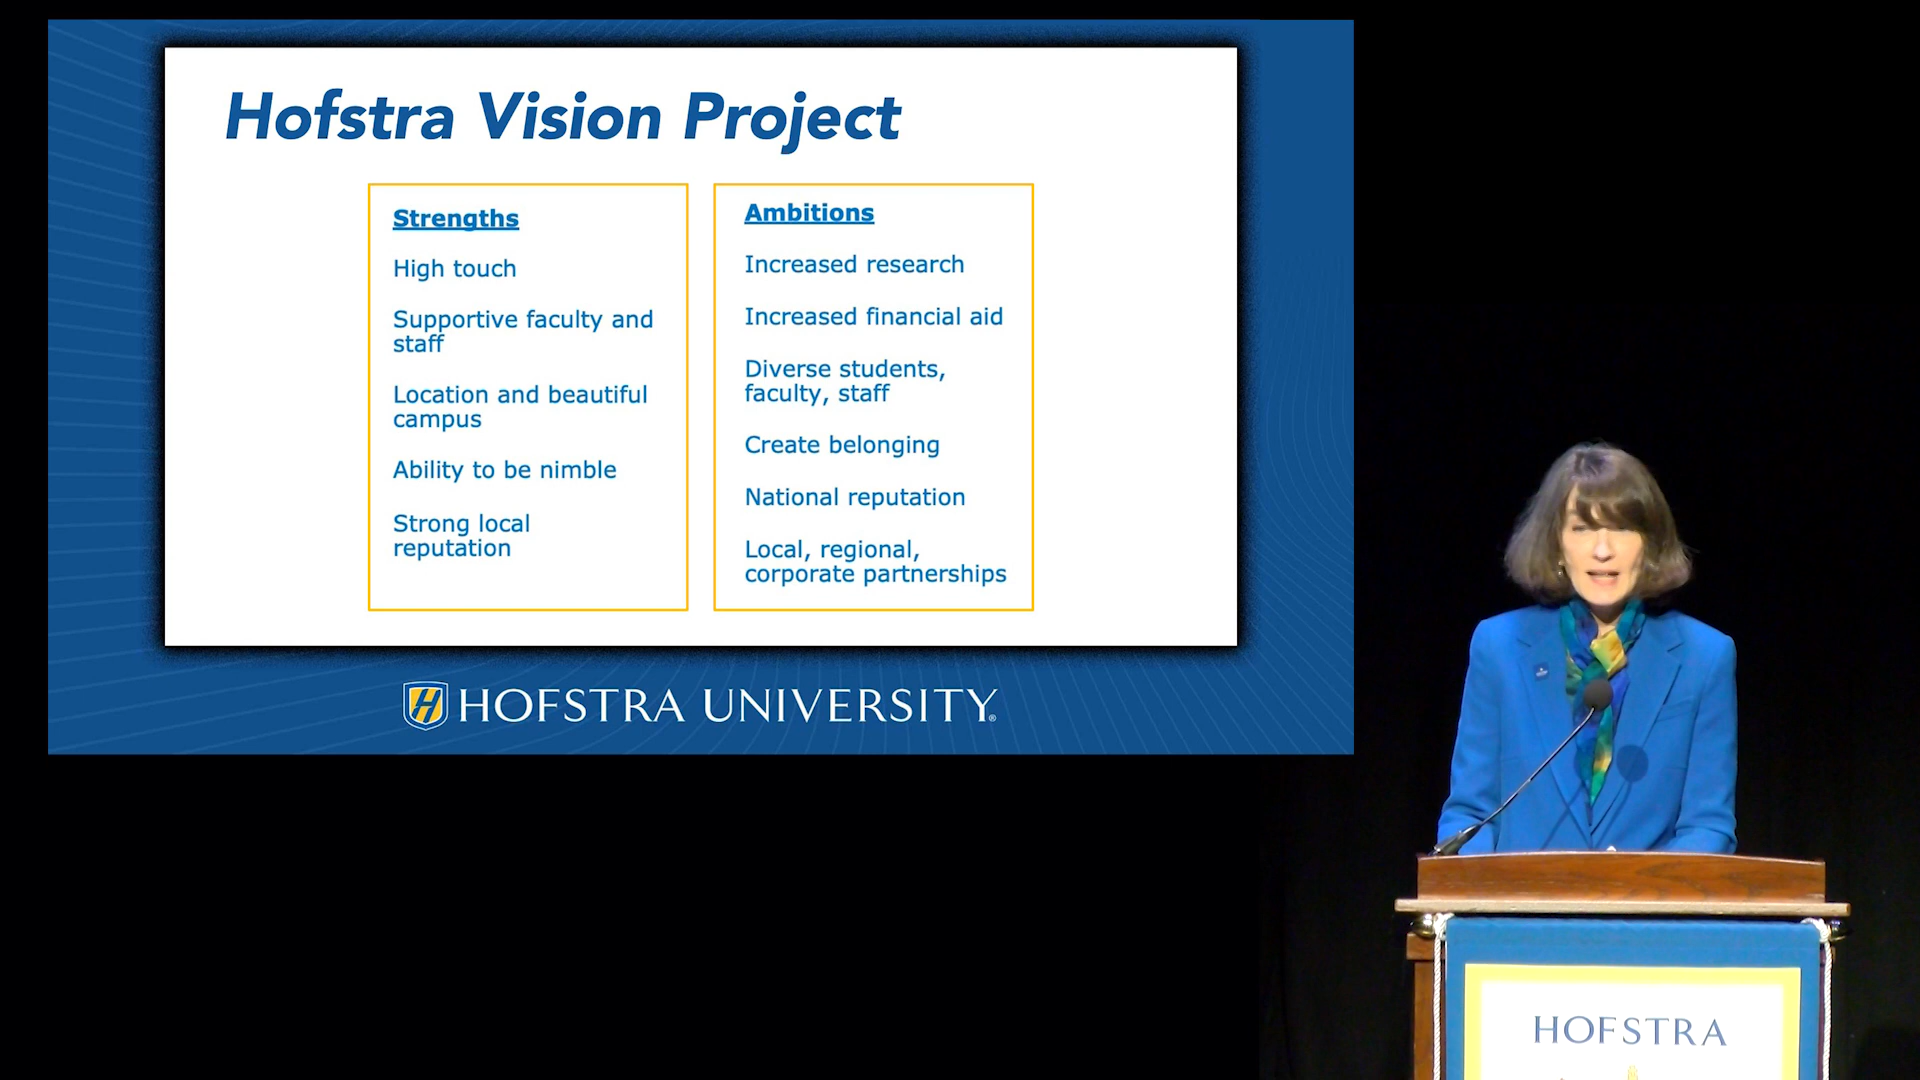 Hofstra Vision Project
Strengths
High touch
Supportive faculty and
staff
Location and beautiful
campus
Ability to be nimble
Strong local
reputation
Ambitions
Increased research
Increased financial aid
Diverse students,
faculty, staff
Create belonging
National reputation
Local, regional,
corporate partnerships
H HOFSTRA UNIVERSITY®
HOFSTRA